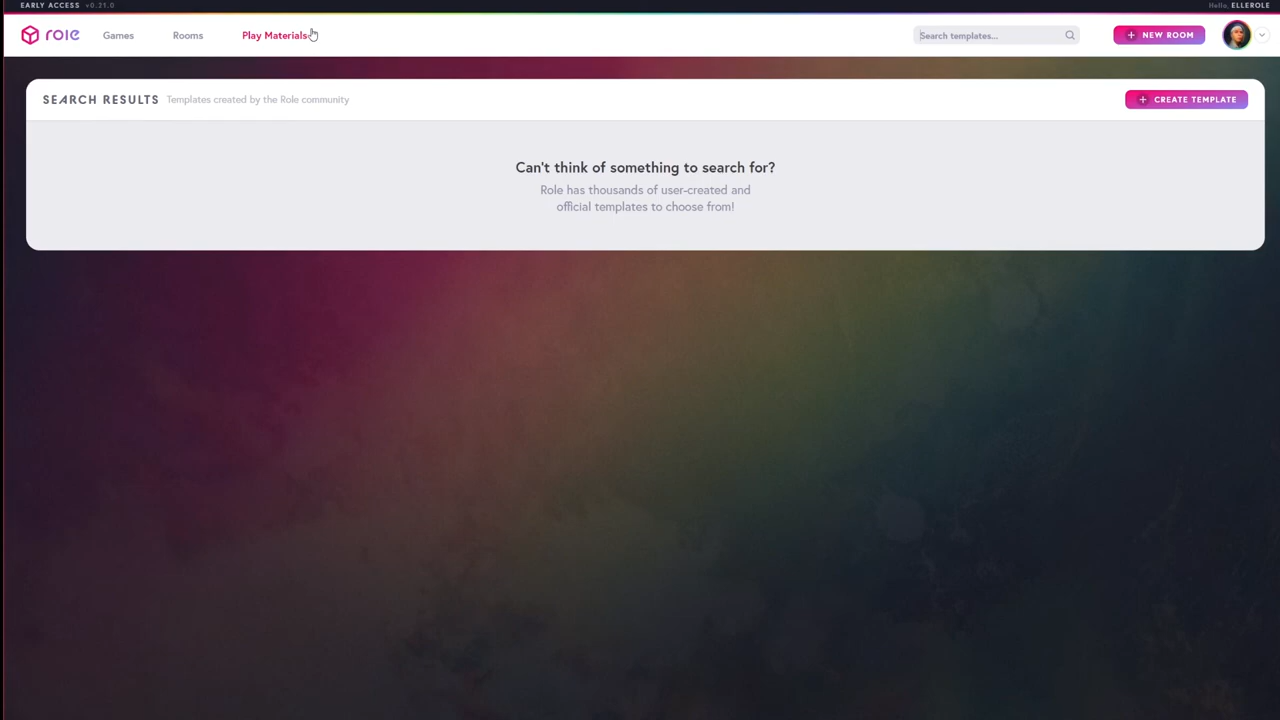 EARLY ACCESS v0.21.0
Hello, ELLEROLE
role
Games
Rooms
Play Materials
Search templates...
NEW ROOM
SEARCH RESULTS
Templates created by the Role community
CREATE TEMPLATE
Can't think of something to search for?
Role has thousands of user-created and
official templates to choose from!